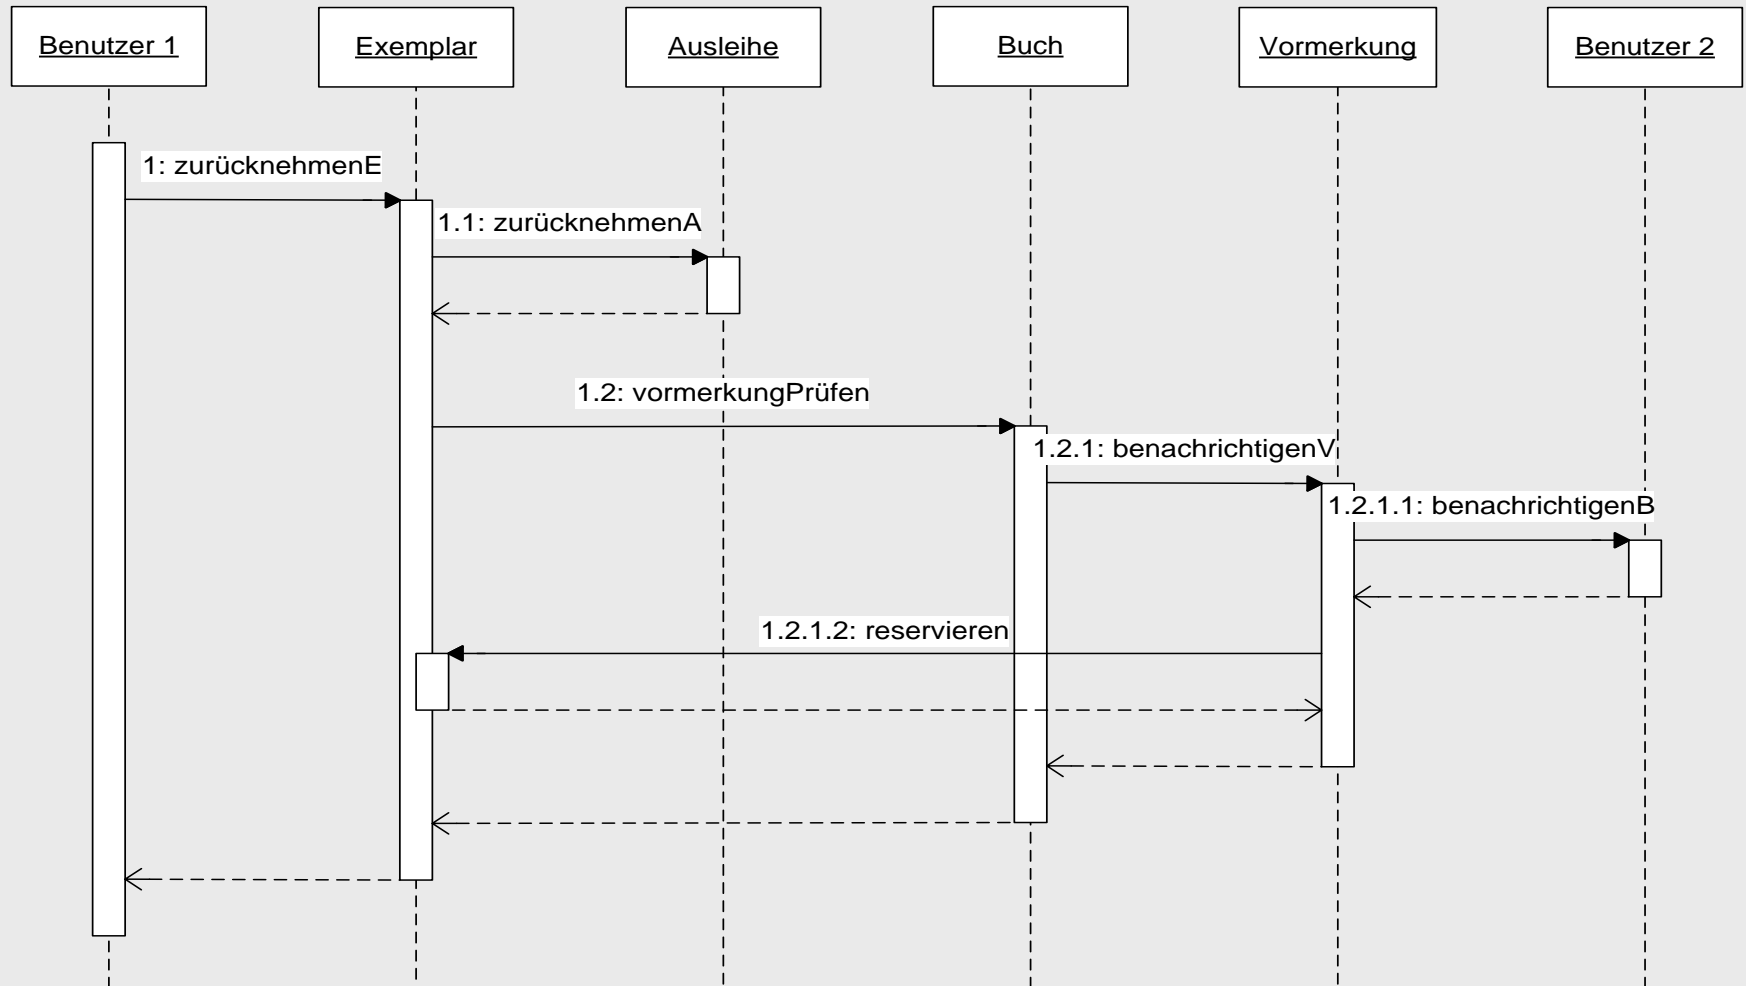 Benutzer 1
Exemplar
Ausleihe
Buch
Vormerkung
Benutzer 2
1: zurücknehmenE
1.1: zurücknehmenA
1.2: vormerkungPrüfen
1.2.1: benachrichtigenV
1.2.1.1: benachrichtigenB
1.2.1.2: reservieren